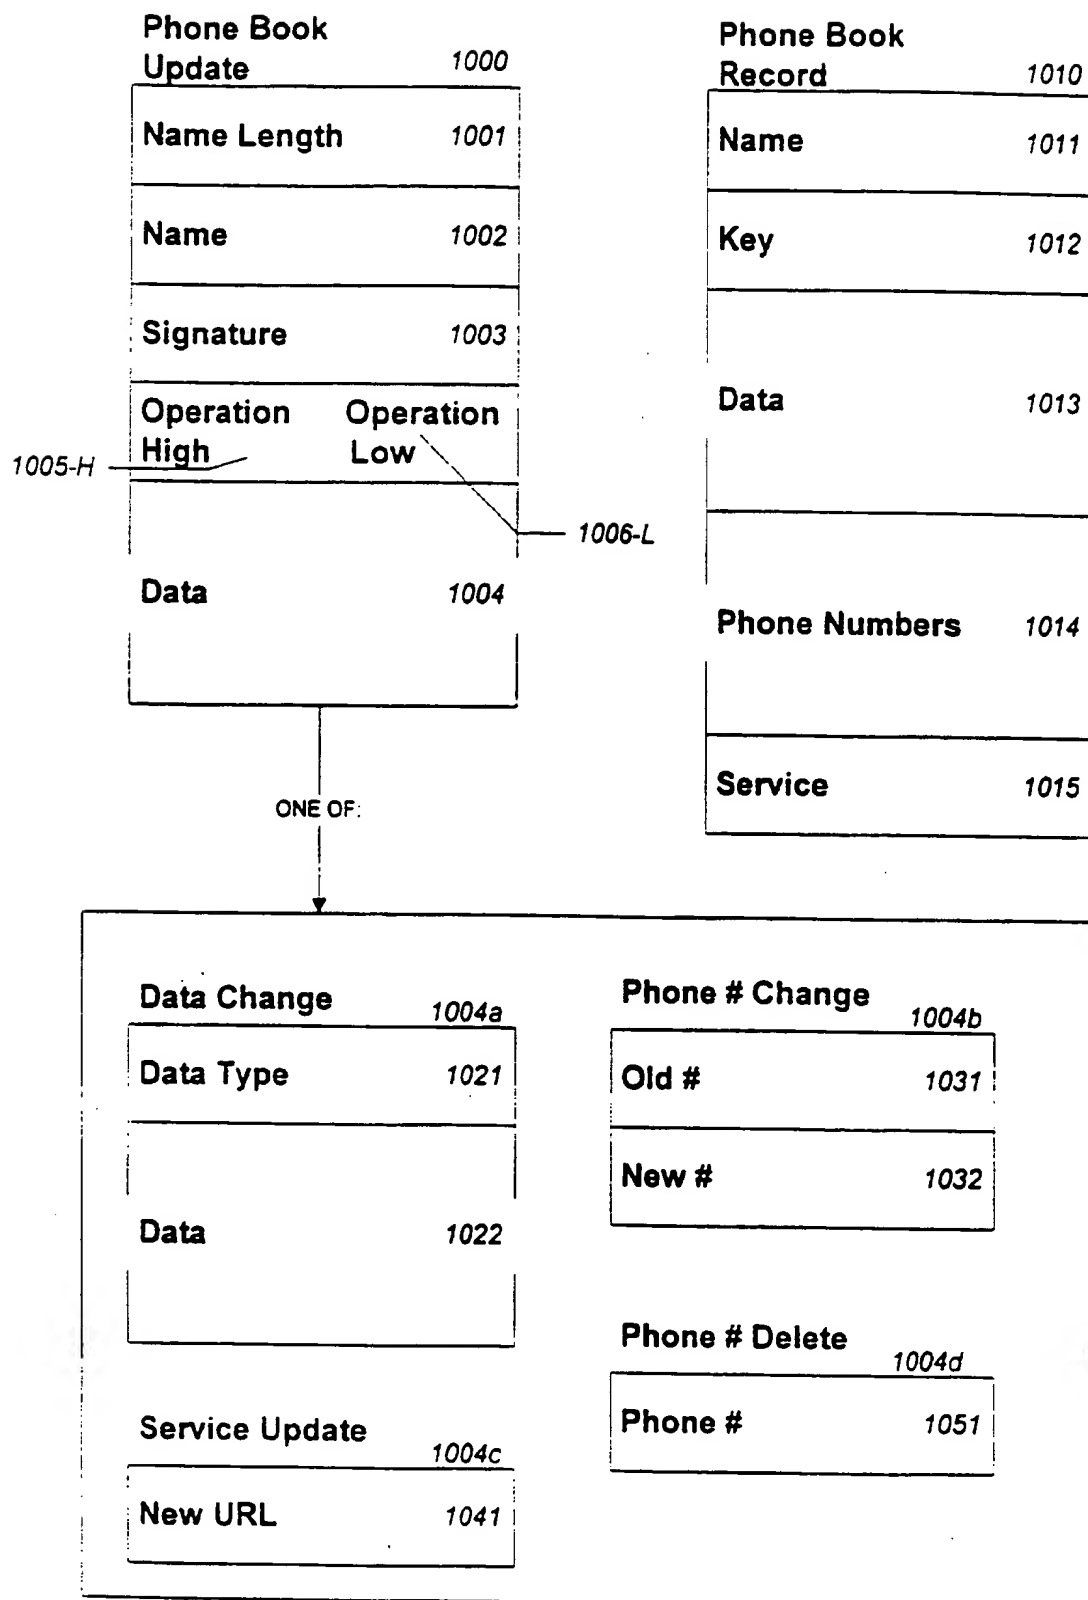 Phone Book
Update 1000
Name Length 1001
Name 1002
Signature 1003
Operation Operation
High Low
1005-H
1006-L
Data 1004
ONE OF:
Phone Book
Record 1010
Name 1011
Key 1012
Data 1013
Phone Numbers 1014
Service 1015
Data Change 1004a
Data Type 1021
Data 1022
Service Update 1004c
New URL 1041
Phone # Change 1004b
Old # 1031
New # 1032
Phone # Delete 1004d
Phone # 1051